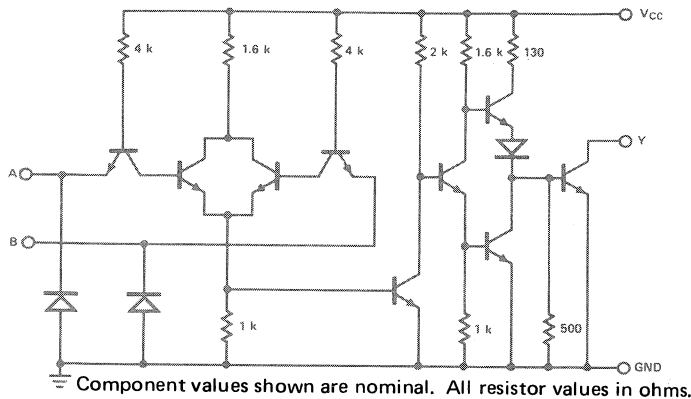 VCC
4 k 1.6 k 4 k 2 k 1.6 k 130
Y
A
B
1 k 1 k 500
GND
Component values shown are nominal. All resistor values in ohms.